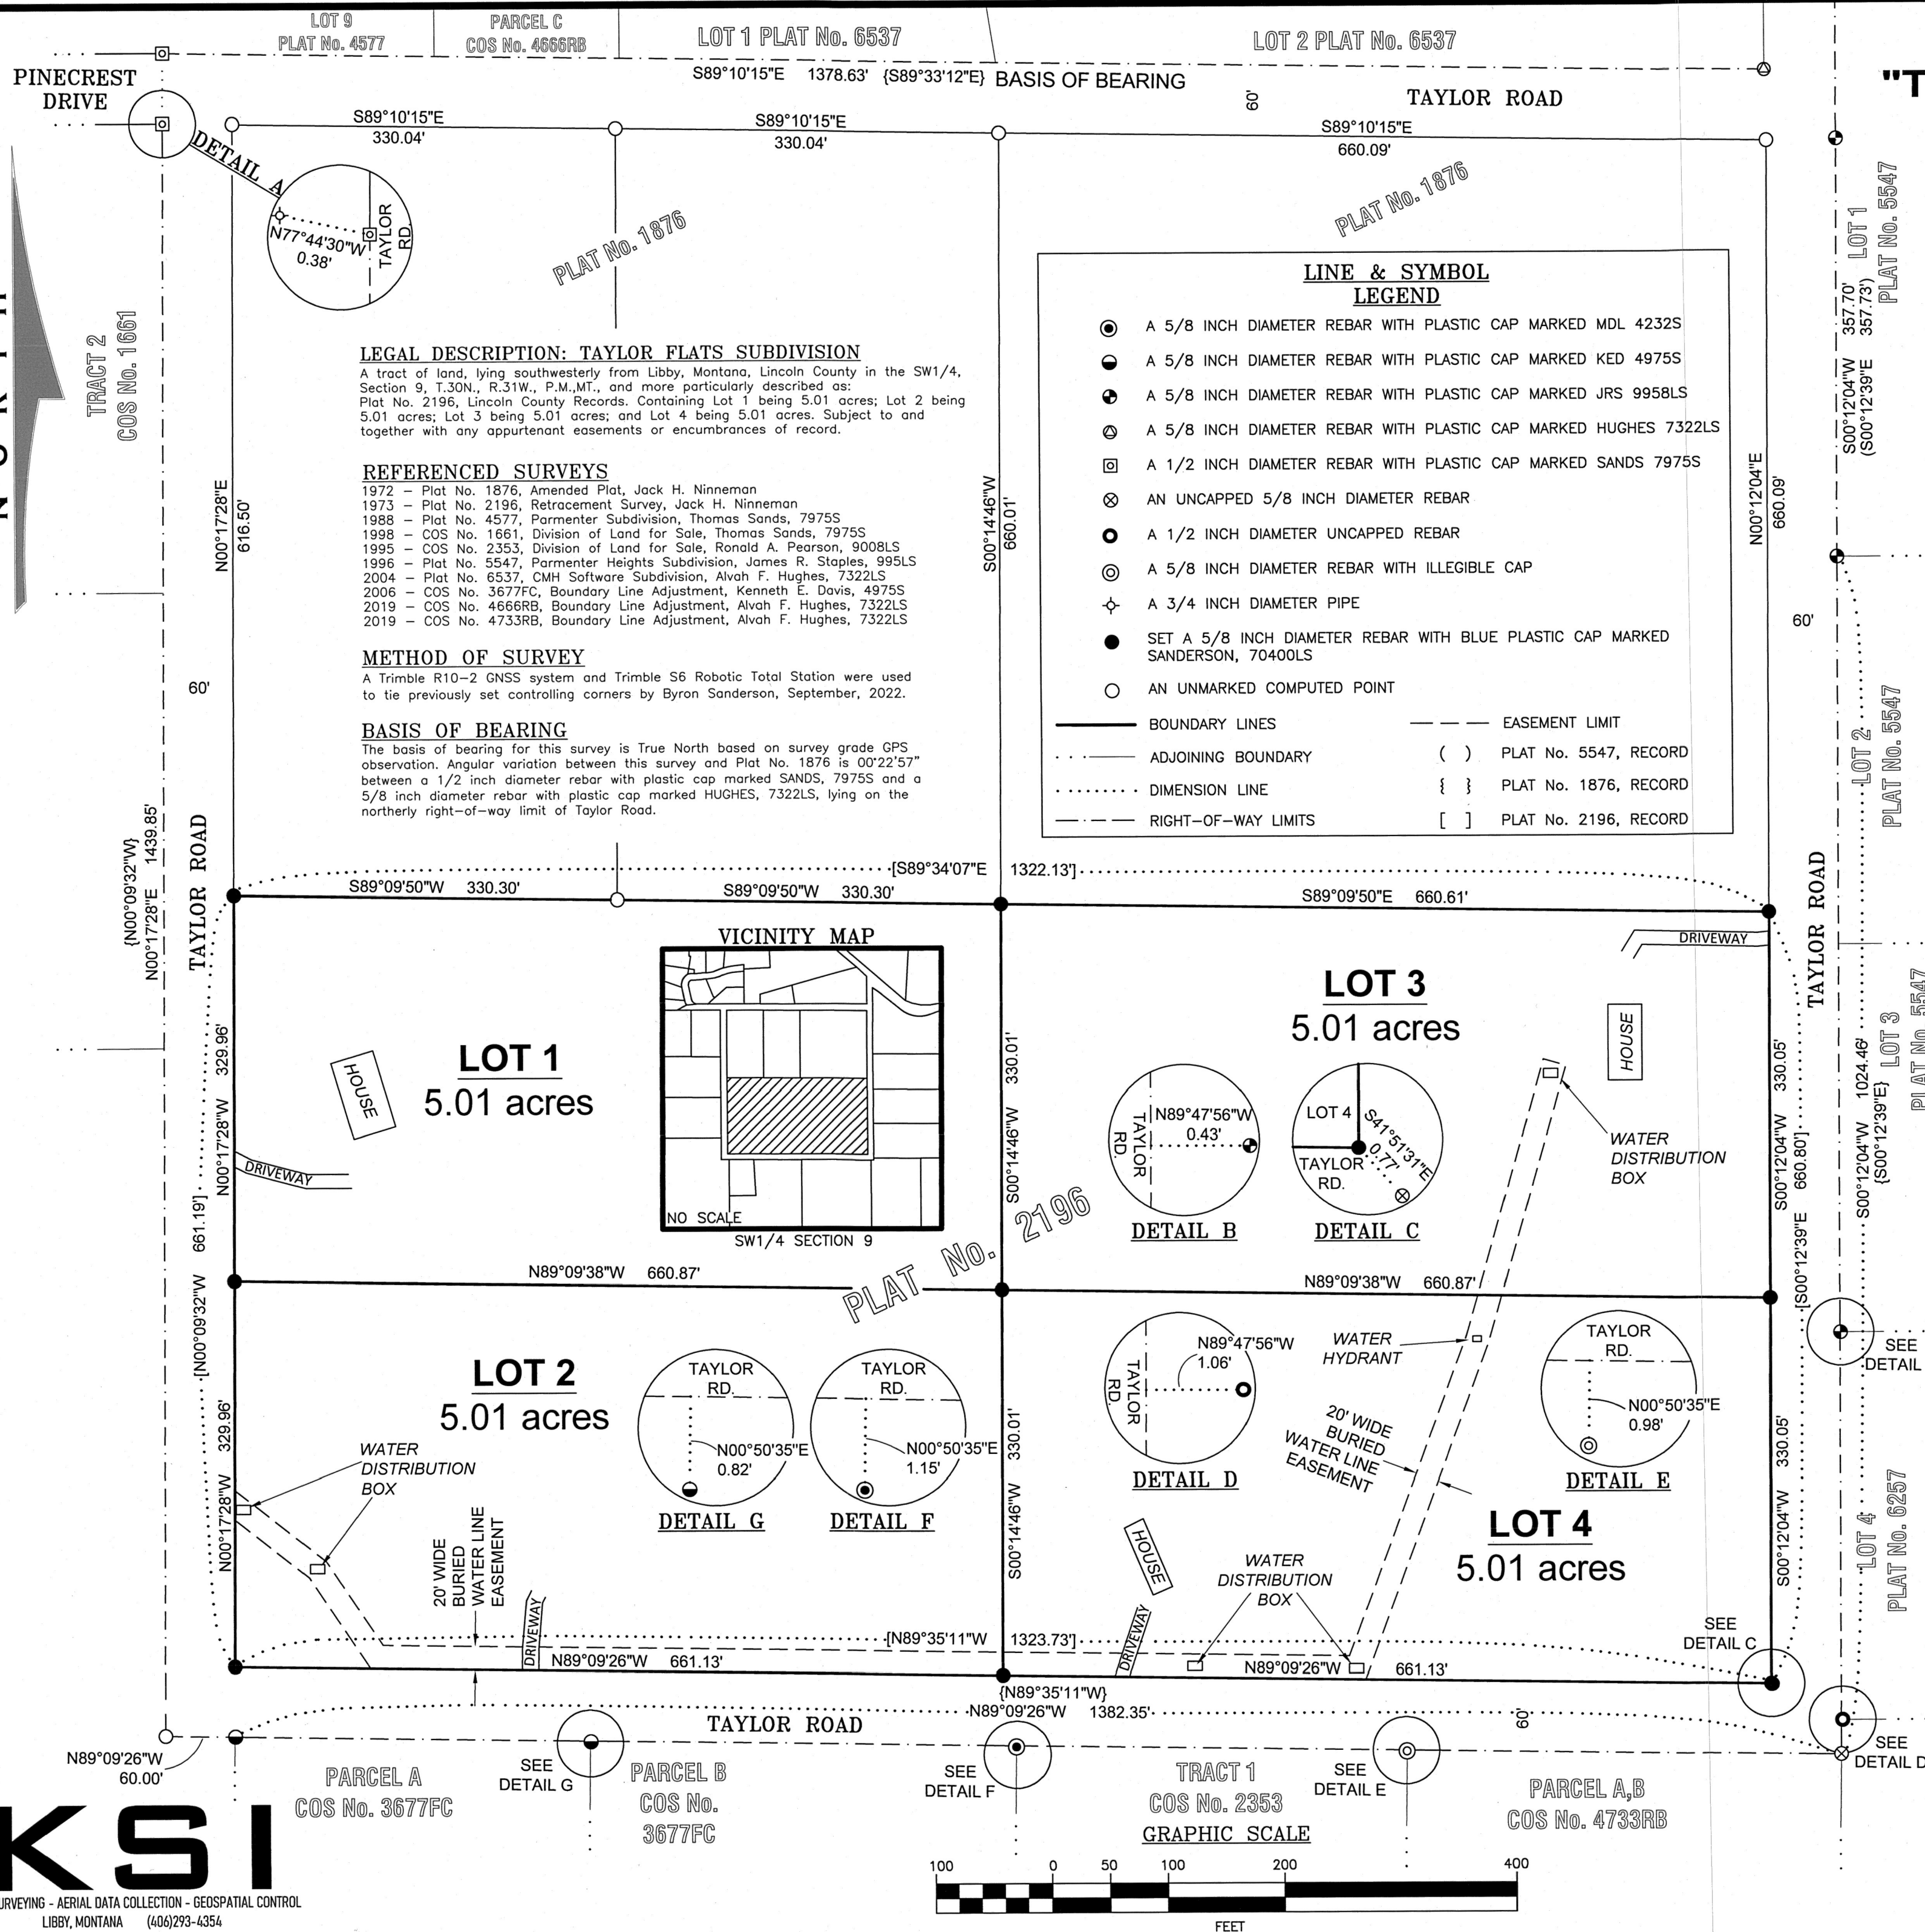 LOT 9
PLAT No. 4577
PARCEL C
COS No. 4666RB
LOT 1 PLAT No. 6537
LOT 2 PLAT No. 6537
S89°10'15"E 1378.63' {S89°33'12"E} BASIS OF BEARING
PINECREST
DRIVE
60'
TAYLOR ROAD
"T
S89°10'15"E
330.04'
S89°10'15"E
330.04'
S89°10'15"E
660.09'
DETAIL A
N77°44'30"W
0.38'
TAYLOR
RD.
PLAT No. 1876
PLAT No. 1876
TRACT 2
COS No. 1661
LOT 1
PLAT No. 5547
S00°12'04"W 357.70'
(S00°12'39"E 357.73')
LINE & SYMBOL
LEGEND
A 5/8 INCH DIAMETER REBAR WITH PLASTIC CAP MARKED MDL 4232S
A 5/8 INCH DIAMETER REBAR WITH PLASTIC CAP MARKED KED 4975S
A 5/8 INCH DIAMETER REBAR WITH PLASTIC CAP MARKED JRS 9958LS
A 5/8 INCH DIAMETER REBAR WITH PLASTIC CAP MARKED HUGHES 7322LS
A 1/2 INCH DIAMETER REBAR WITH PLASTIC CAP MARKED SANDS 7975S
AN UNCAPPED 5/8 INCH DIAMETER REBAR
A 1/2 INCH DIAMETER UNCAPPED REBAR
A 5/8 INCH DIAMETER REBAR WITH ILLEGIBLE CAP
A 3/4 INCH DIAMETER PIPE
SET A 5/8 INCH DIAMETER REBAR WITH BLUE PLASTIC CAP MARKED
SANDERSON, 70400LS
AN UNMARKED COMPUTED POINT
BOUNDARY LINES
EASEMENT LIMIT
ADJOINING BOUNDARY
( ) PLAT No. 5547, RECORD
DIMENSION LINE
{ } PLAT No. 1876, RECORD
RIGHT-OF-WAY LIMITS
[ ] PLAT No. 2196, RECORD
LEGAL DESCRIPTION: TAYLOR FLATS SUBDIVISION
A tract of land, lying southwesterly from Libby, Montana, Lincoln County in the SW1/4,
Section 9, T.30N., R.31W., P.M.,MT., and more particularly described as:
Plat No. 2196, Lincoln County Records. Containing Lot 1 being 5.01 acres; Lot 2 being
5.01 acres; Lot 3 being 5.01 acres; and Lot 4 being 5.01 acres. Subject to and
together with any appurtenant easements or encumbrances of record.
REFERENCED SURVEYS
1972 - Plat No. 1876, Amended Plat, Jack H. Ninneman
1973 - Plat No. 2196, Retracement Survey, Jack H. Ninneman
1988 - Plat No. 4577, Parmenter Subdivision, Thomas Sands, 7975S
1998 - COS No. 1661, Division of Land for Sale, Thomas Sands, 7975S
1995 - COS No. 2353, Division of Land for Sale, Ronald A. Pearson, 9008LS
1996 - Plat No. 5547, Parmenter Heights Subdivision, James R. Staples, 995LS
2004 - Plat No. 6537, CMH Software Subdivision, Alvah F. Hughes, 7322LS
2006 - COS No. 3677FC, Boundary Line Adjustment, Kenneth E. Davis, 4975S
2019 - COS No. 4666RB, Boundary Line Adjustment, Alvah F. Hughes, 7322LS
2019 - COS No. 4733RB, Boundary Line Adjustment, Alvah F. Hughes, 7322LS
METHOD OF SURVEY
A Trimble R10-2 GNSS system and Trimble S6 Robotic Total Station were used
to tie previously set controlling corners by Byron Sanderson, September, 2022.
BASIS OF BEARING
The basis of bearing for this survey is True North based on survey grade GPS
observation. Angular variation between this survey and Plat No. 1876 is 00°22'57"
between a 1/2 inch diameter rebar with plastic cap marked SANDS, 7975S and a
5/8 inch diameter rebar with plastic cap marked HUGHES, 7322LS, lying on the
northerly right-of-way limit of Taylor Road.
N00°17'28"E
616.50'
S00°14'46"W
660.01'
N00°12'04"E
660.09'
60'
60'
LOT 2
PLAT No. 5547
{N00°09'32"W}
N00°17'28"E 1439.85'
TAYLOR ROAD
TAYLOR ROAD
[S89°34'07"E 1322.13']
S89°09'50"W 330.30'
S89°09'50"W 330.30'
S89°09'50"E 660.61'
VICINITY MAP
NO SCALE
SW1/4 SECTION 9
LOT 1
5.01 acres
HOUSE
DRIVEWAY
LOT 3
5.01 acres
HOUSE
DRIVEWAY
N00°17'28"W 329.96'
[N00°09'32"W 661.19']
S00°14'46"W 330.01'
S00°12'04"W 330.05'
[S00°12'39"E 660.80']
S00°12'04"W 1024.46'
{S00°12'39"E}
LOT 3
PLAT No. 5547
TAYLOR
RD.
N89°47'56"W
0.43'
DETAIL B
LOT 4
S41°51'31"E
0.77'
TAYLOR
RD.
DETAIL C
WATER
DISTRIBUTION
BOX
PLAT No. 2196
N89°09'38"W 660.87'
N89°09'38"W 660.87'
LOT 2
5.01 acres
TAYLOR
RD.
N00°50'35"E
0.82'
DETAIL G
TAYLOR
RD.
N00°50'35"E
1.15'
DETAIL F
TAYLOR
RD.
N89°47'56"W
1.06'
DETAIL D
WATER
HYDRANT
TAYLOR
RD.
N00°50'35"E
0.98'
DETAIL E
SEE
DETAIL
N00°17'28"W 329.96'
WATER
DISTRIBUTION
BOX
20' WIDE
BURIED
WATER LINE
EASEMENT
DRIVEWAY
S00°14'46"W 330.01'
20' WIDE
BURIED
WATER LINE
EASEMENT
LOT 4
5.01 acres
HOUSE
WATER
DISTRIBUTION
BOX
DRIVEWAY
S00°12'04"W 330.05'
LOT 4
PLAT No. 6257
SEE
DETAIL C
[N89°35'11"W 1323.73']
N89°09'26"W 661.13'
N89°09'26"W 661.13'
{N89°35'11"W}
N89°09'26"W 1382.35'
TAYLOR ROAD
60'
N89°09'26"W
60.00'
PARCEL A
COS No. 3677FC
SEE
DETAIL G
PARCEL B
COS No.
3677FC
SEE
DETAIL F
TRACT 1
COS No. 2353
SEE
DETAIL E
PARCEL A,B
COS No. 4733RB
SEE
DETAIL D
GRAPHIC SCALE
100 0 50 100 200 400
FEET
KSI
URVEYING - AERIAL DATA COLLECTION - GEOSPATIAL CONTROL
LIBBY, MONTANA (406)293-4354